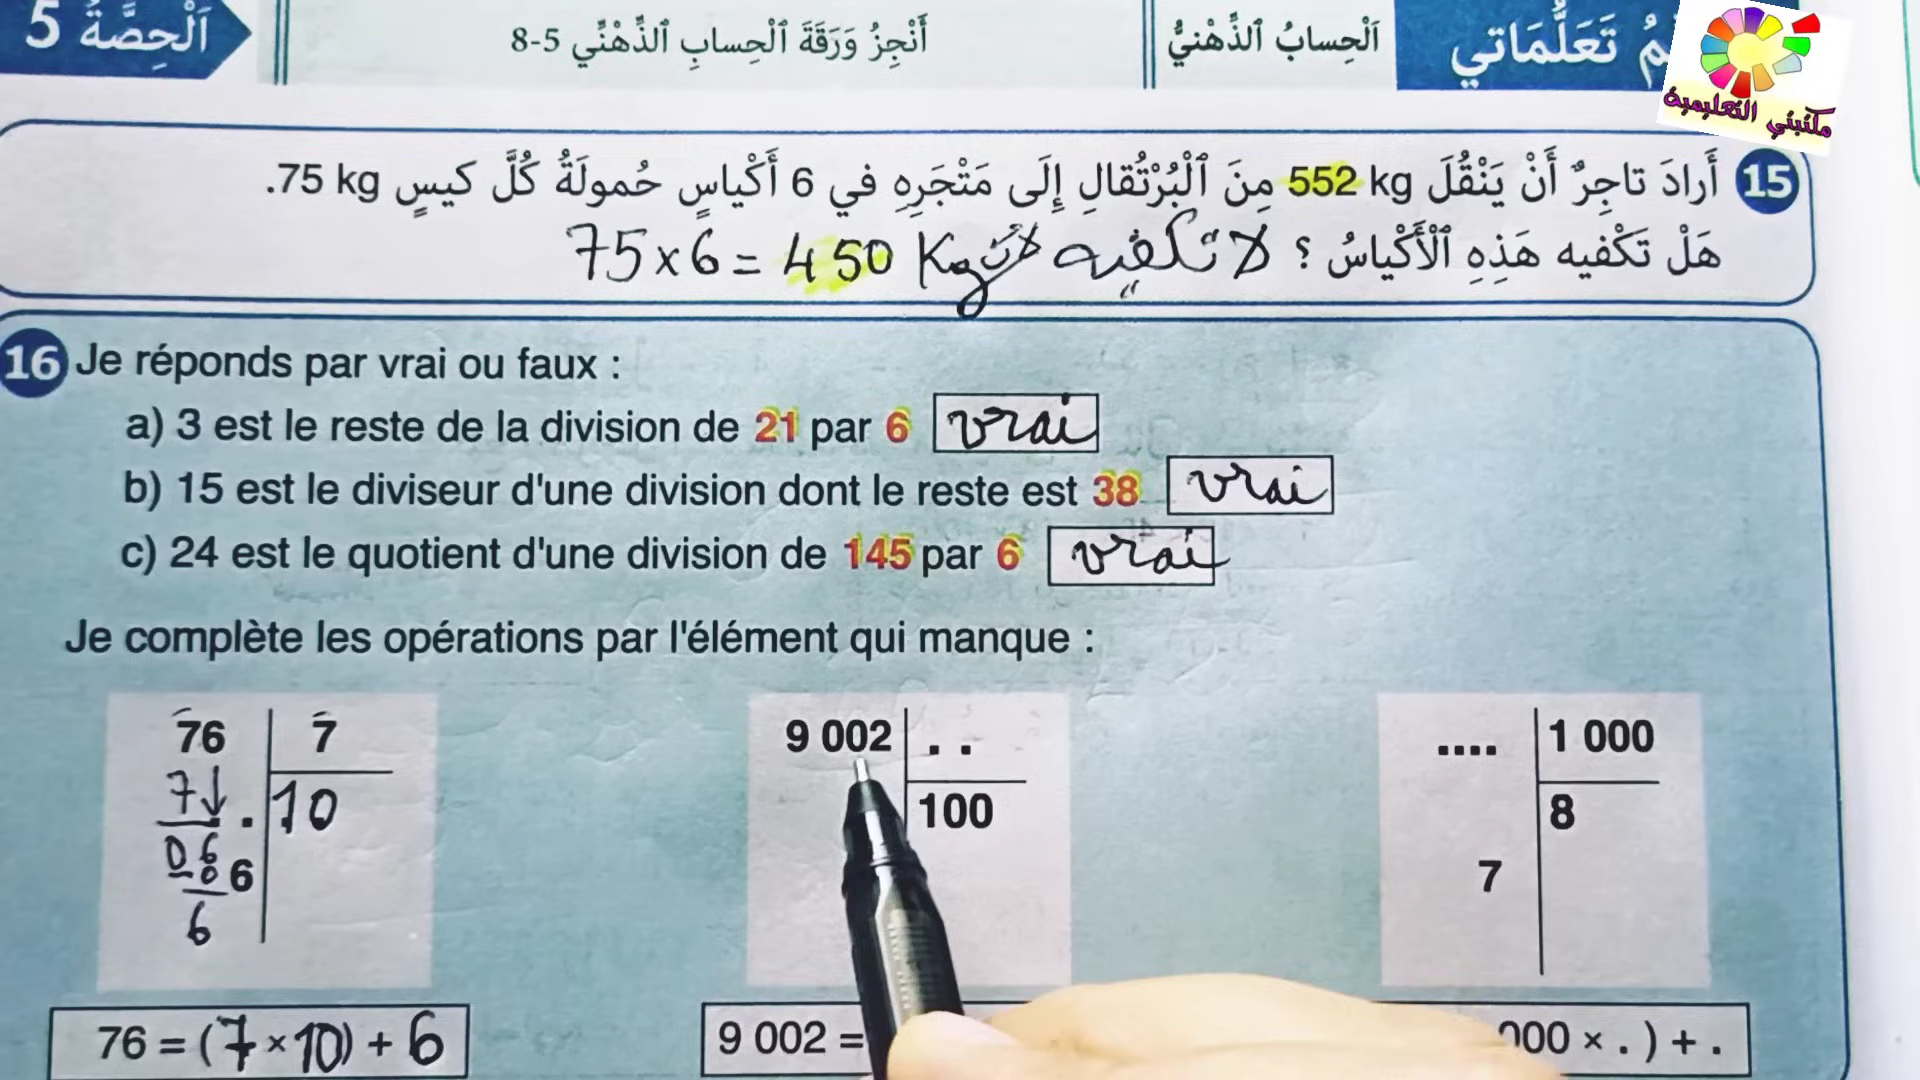 اَلْحِصَّةُ 5
أُنْجِزُ وَرَقَةَ ٱلْحِسابِ ٱلذِّهْنِّي 5-8
اَلْحِسابُ ٱلذِّهْنِيُّ
تَعَلُّمَاتي
مكتبتي التعليمية
15 أَرادَ تاجِرٌ أَنْ يَنْقُلَ 552 kg مِنَ ٱلْبُرْتُقالِ إِلَى مَتْجَرِهِ في 6 أَكْياسٍ حُمولَةُ كُلَّ كيسٍ 75 kg.
هَلْ تَكْفيه هَذِهِ ٱلْأَكْياسُ ؟ لا تكفيه لأن 75 x 6 = 450 Kg
16 Je réponds par vrai ou faux :
a) 3 est le reste de la division de 21 par 6 vrai
b) 15 est le diviseur d'une division dont le reste est 38 vrai
c) 24 est le quotient d'une division de 145 par 6 vrai
Je complète les opérations par l'élément qui manque :
76 7
7↓ . 10
06
-0 6
6
76 = (7 × 10) + 6
9 002 . .
100
9 002 =
.... 1 000
8
7
000 × . ) + .